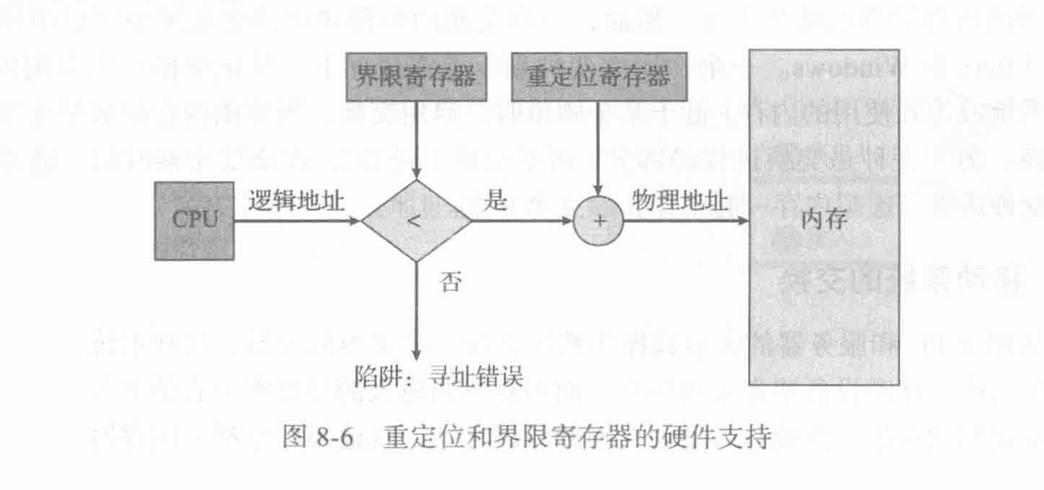 界限寄存器 重定位寄存器
CPU 逻辑地址 < 是 + 物理地址 内存
否
陷阱：寻址错误
图 8-6 重定位和界限寄存器的硬件支持